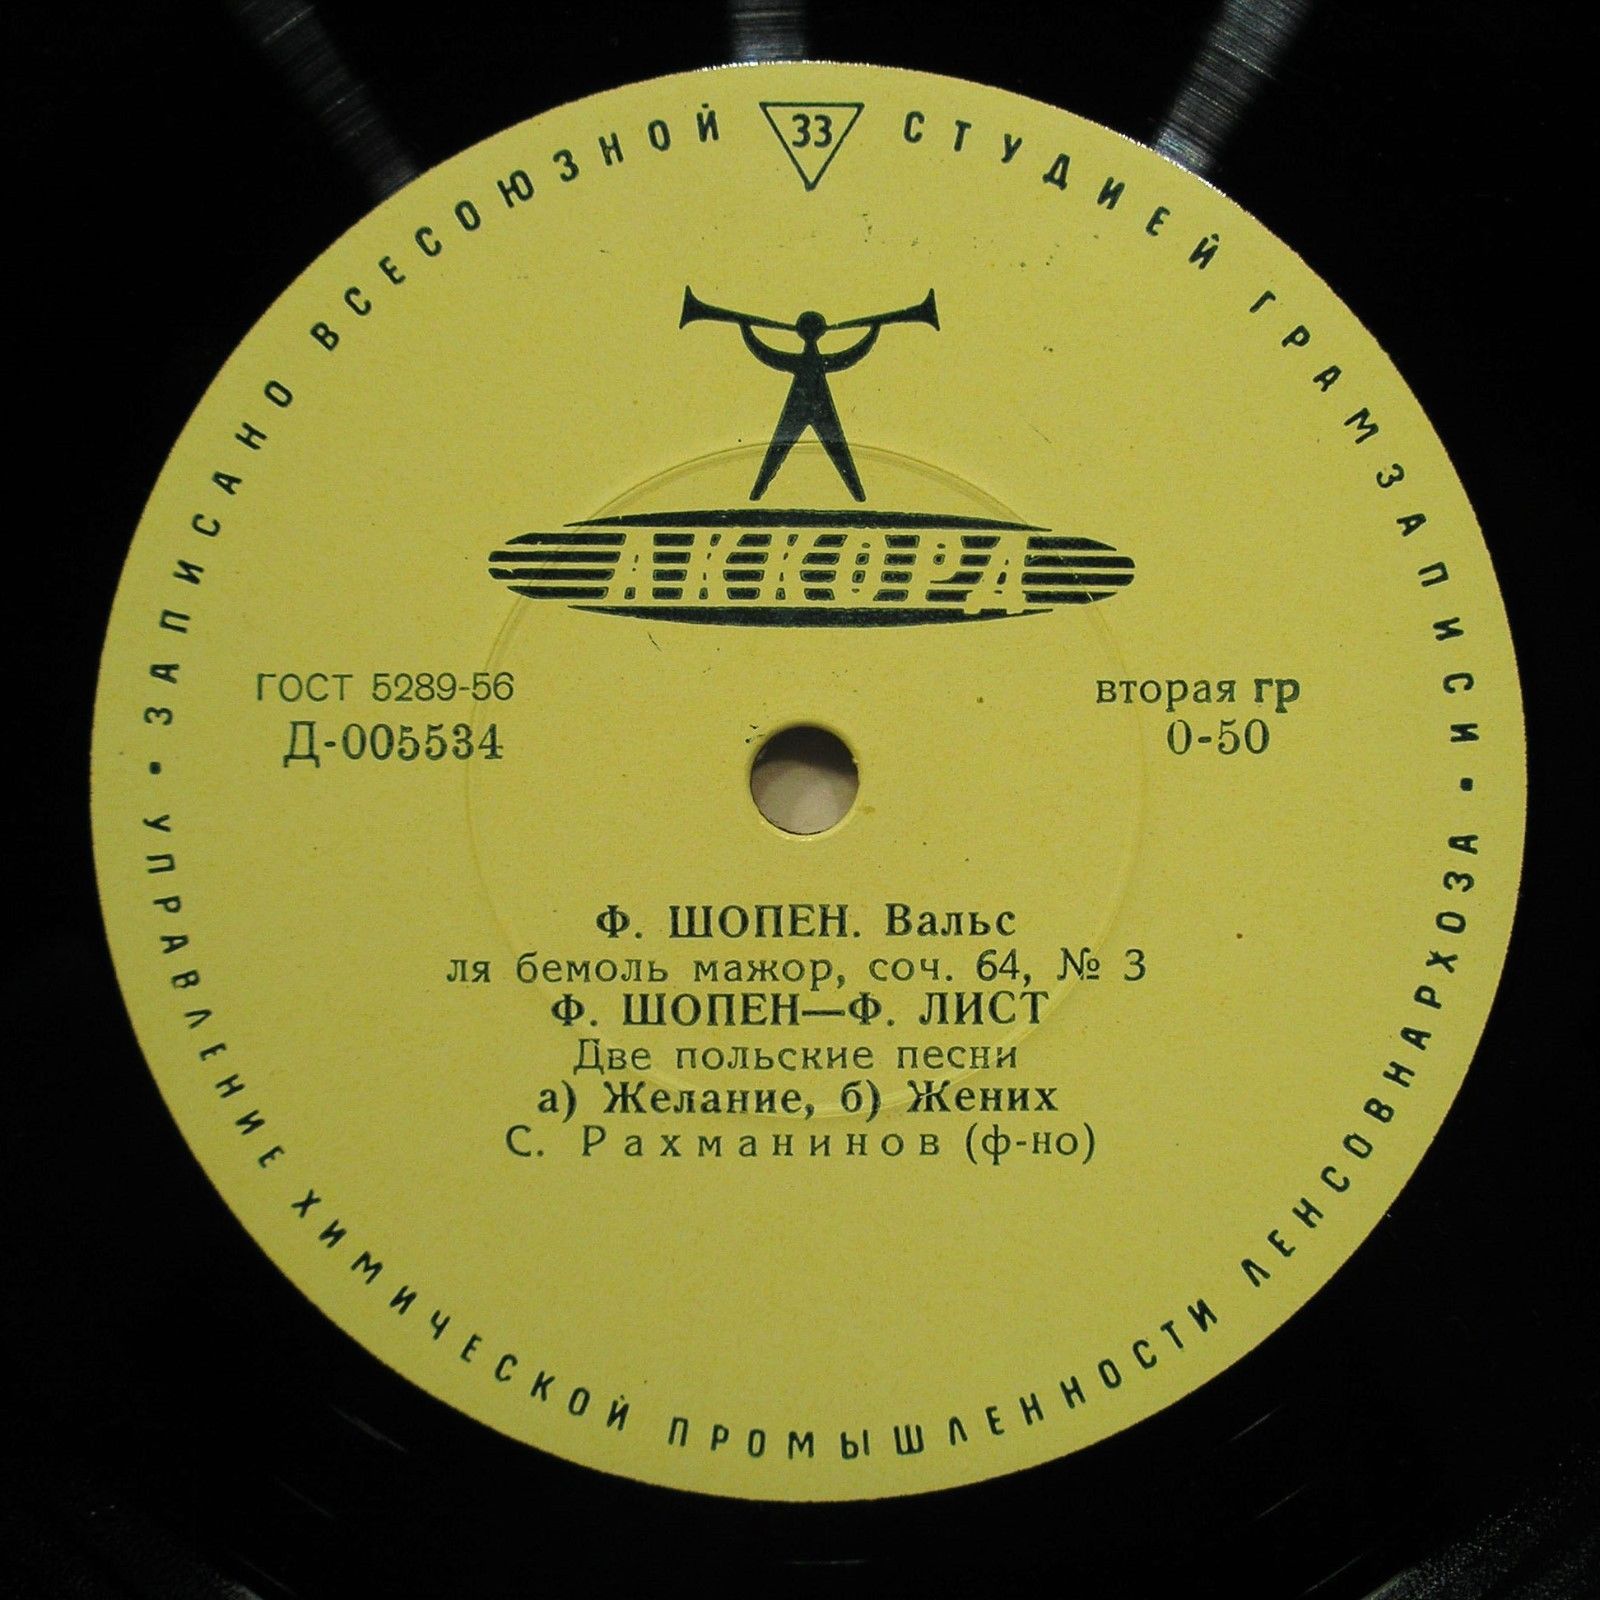 ЗАПИСАНО ВСЕСОЮЗНОЙ
33
СТУДИЕЙ ГРАМЗАПИСИ
АККОРД
ГОСТ 5289-56
Д-005534
вторая гр
0-50
Ф. ШОПЕН. Вальс
ля бемоль мажор, соч. 64, № 3
Ф. ШОПЕН—Ф. ЛИСТ
Две польские песни
а) Желание, б) Жених
С. Рахманинов (ф-но)
• УПРАВЛЕНИЕ ХИМИЧЕСКОЙ ПРОМЫШЛЕННОСТИ ЛЕНСОВНАРХОЗА •